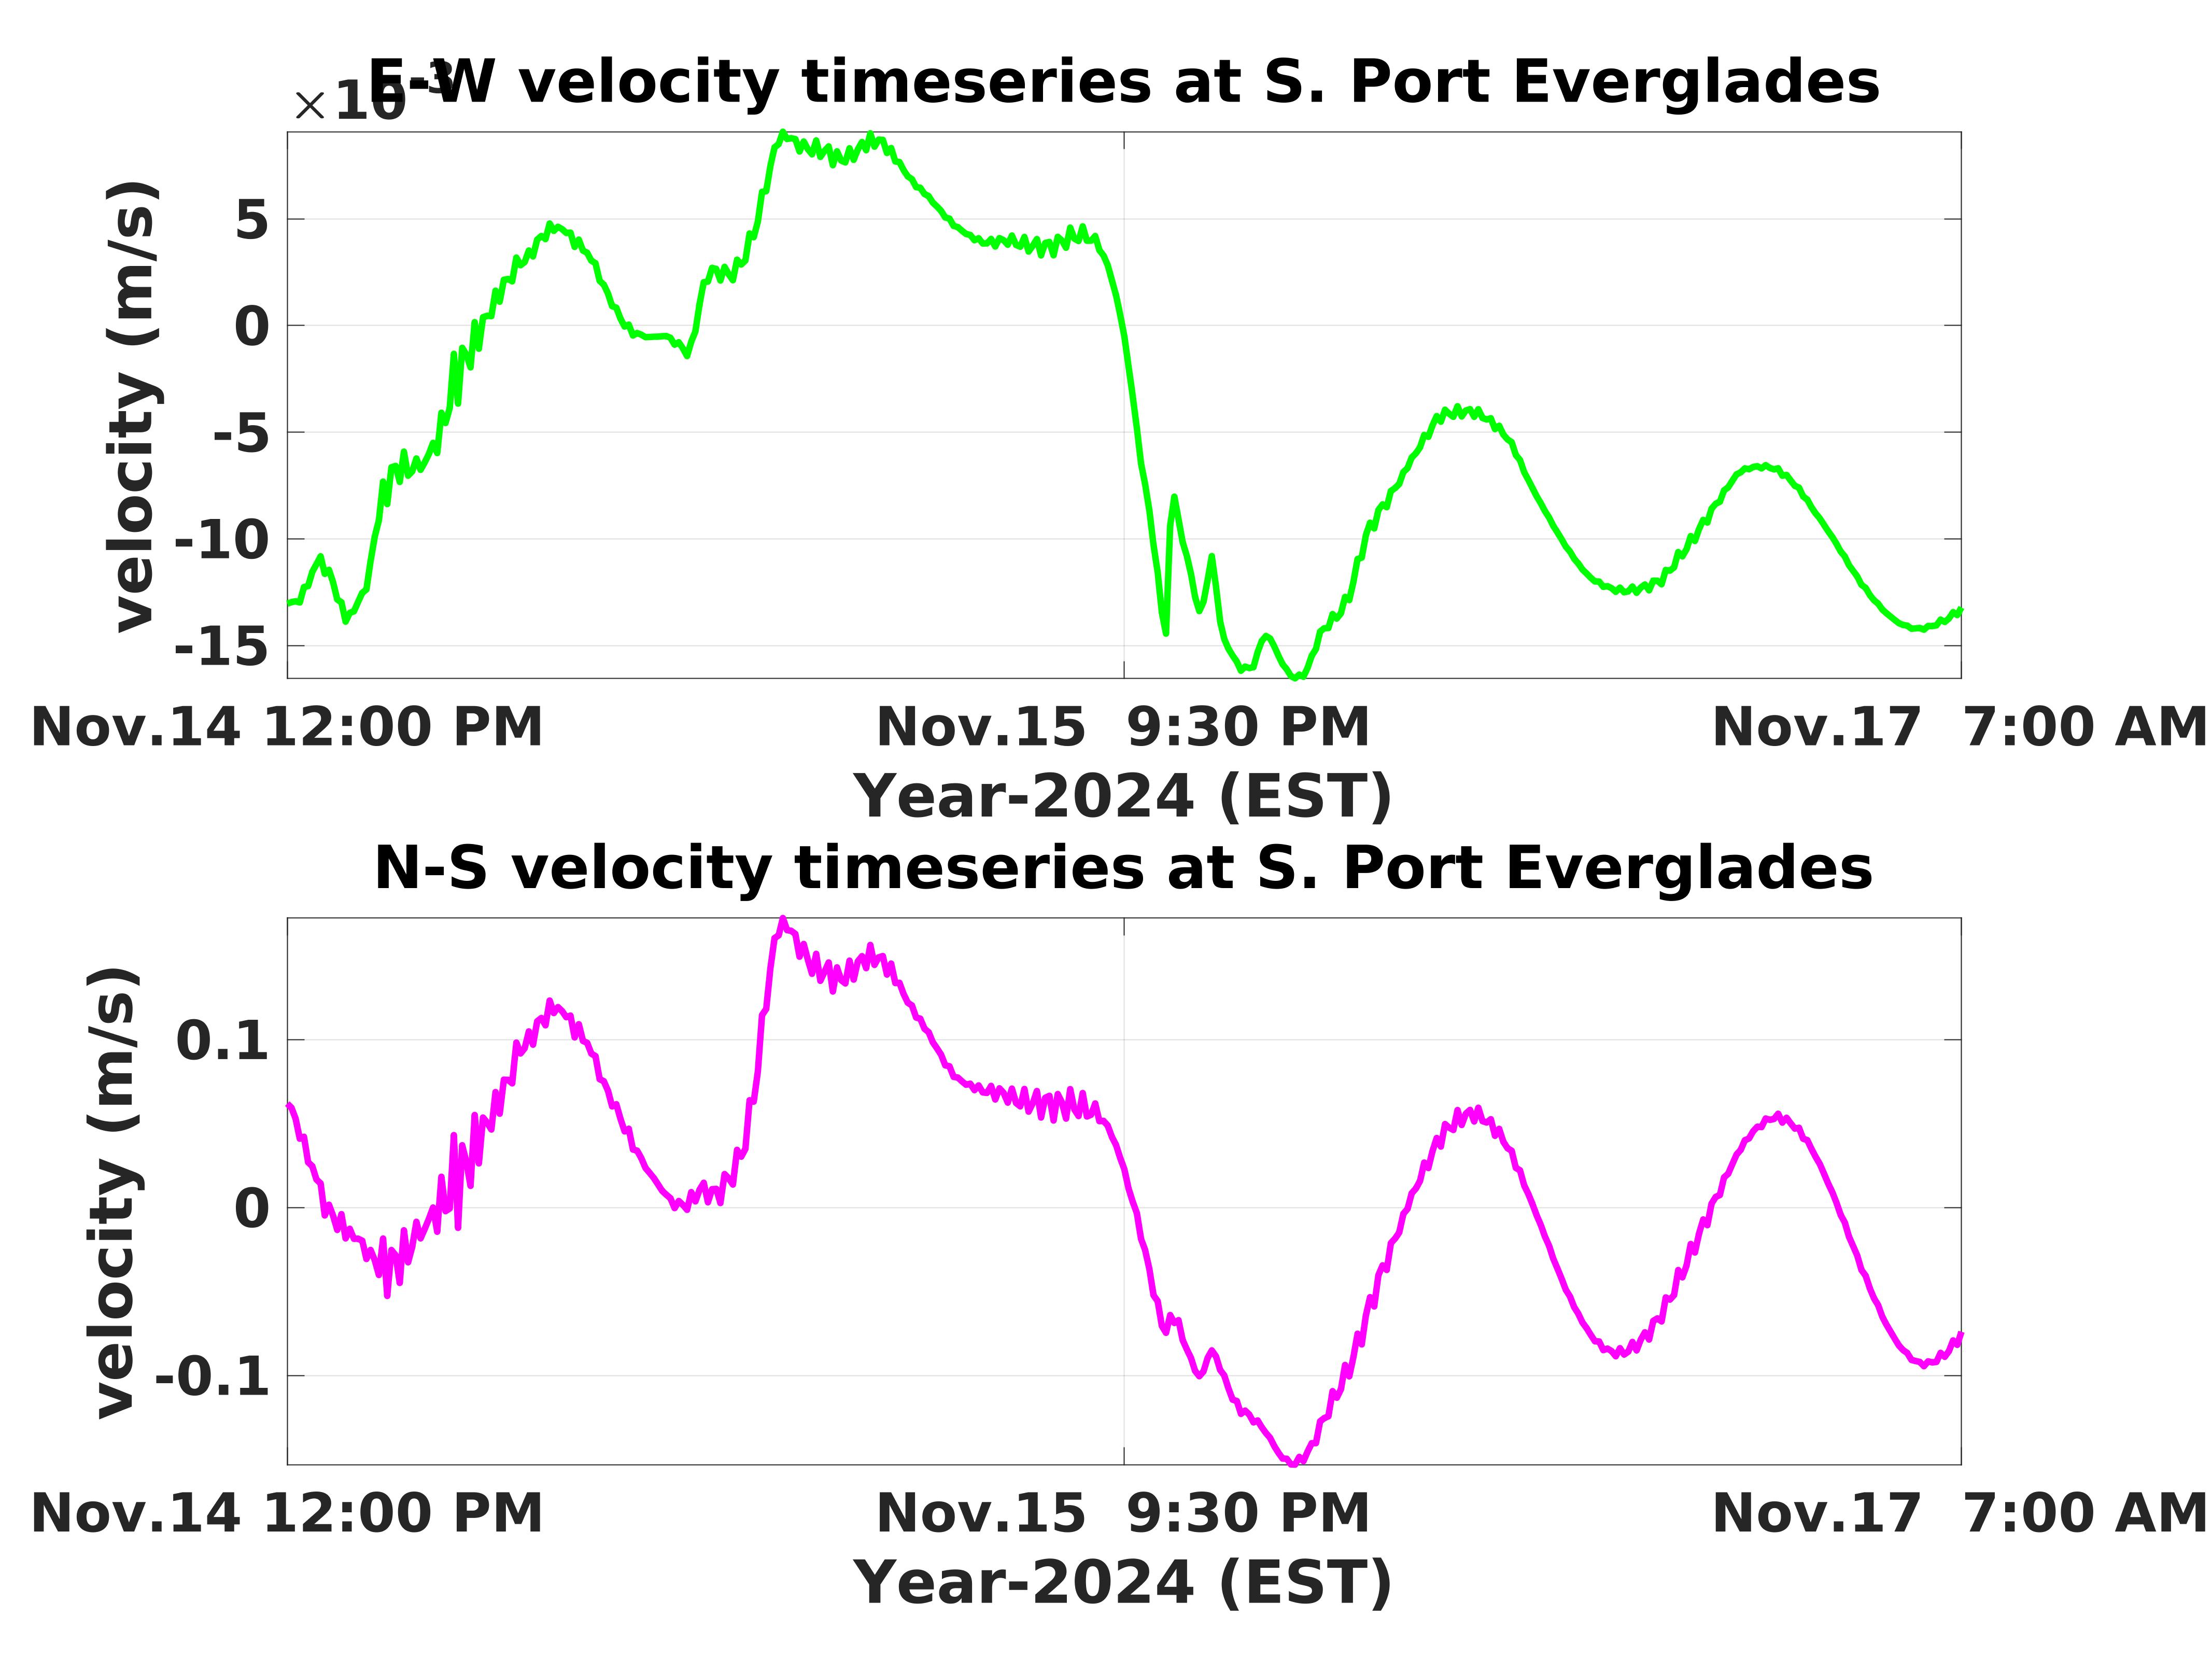 E-W velocity timeseries at S. Port Everglades
×10-3
velocity (m/s)
5
0
-5
-10
-15
Nov.14 12:00 PM Nov.15  9:30 PM Nov.17  7:00 AM
Year-2024 (EST)
N-S velocity timeseries at S. Port Everglades
velocity (m/s)
0.1
0
-0.1
Nov.14 12:00 PM Nov.15  9:30 PM Nov.17  7:00 AM
Year-2024 (EST)